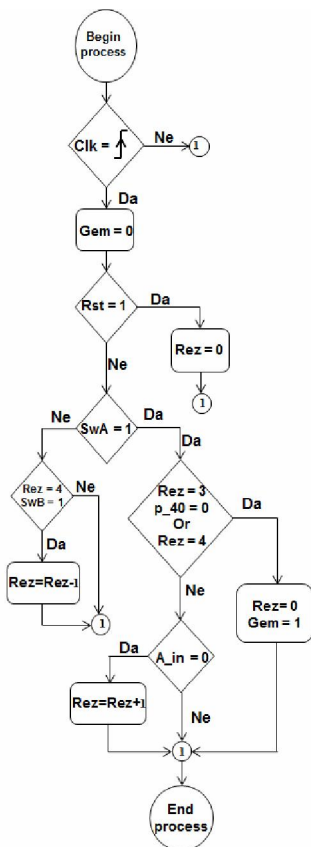 Begin
process
Clk =
Ne
1
Da
Gem = 0
Rst = 1
Da
Rez = 0
Ne
1
Ne
SwA = 1
Da
Da
Rez = 4
SwB = 1
Ne
Rez = 3
p_40 = 0
Or
Rez = 4
Da
Da
Rez=Rez-1
1
Ne
Rez= 0
Gem = 1
Da
A_in = 0
Rez=Rez+1
Ne
1
End
process